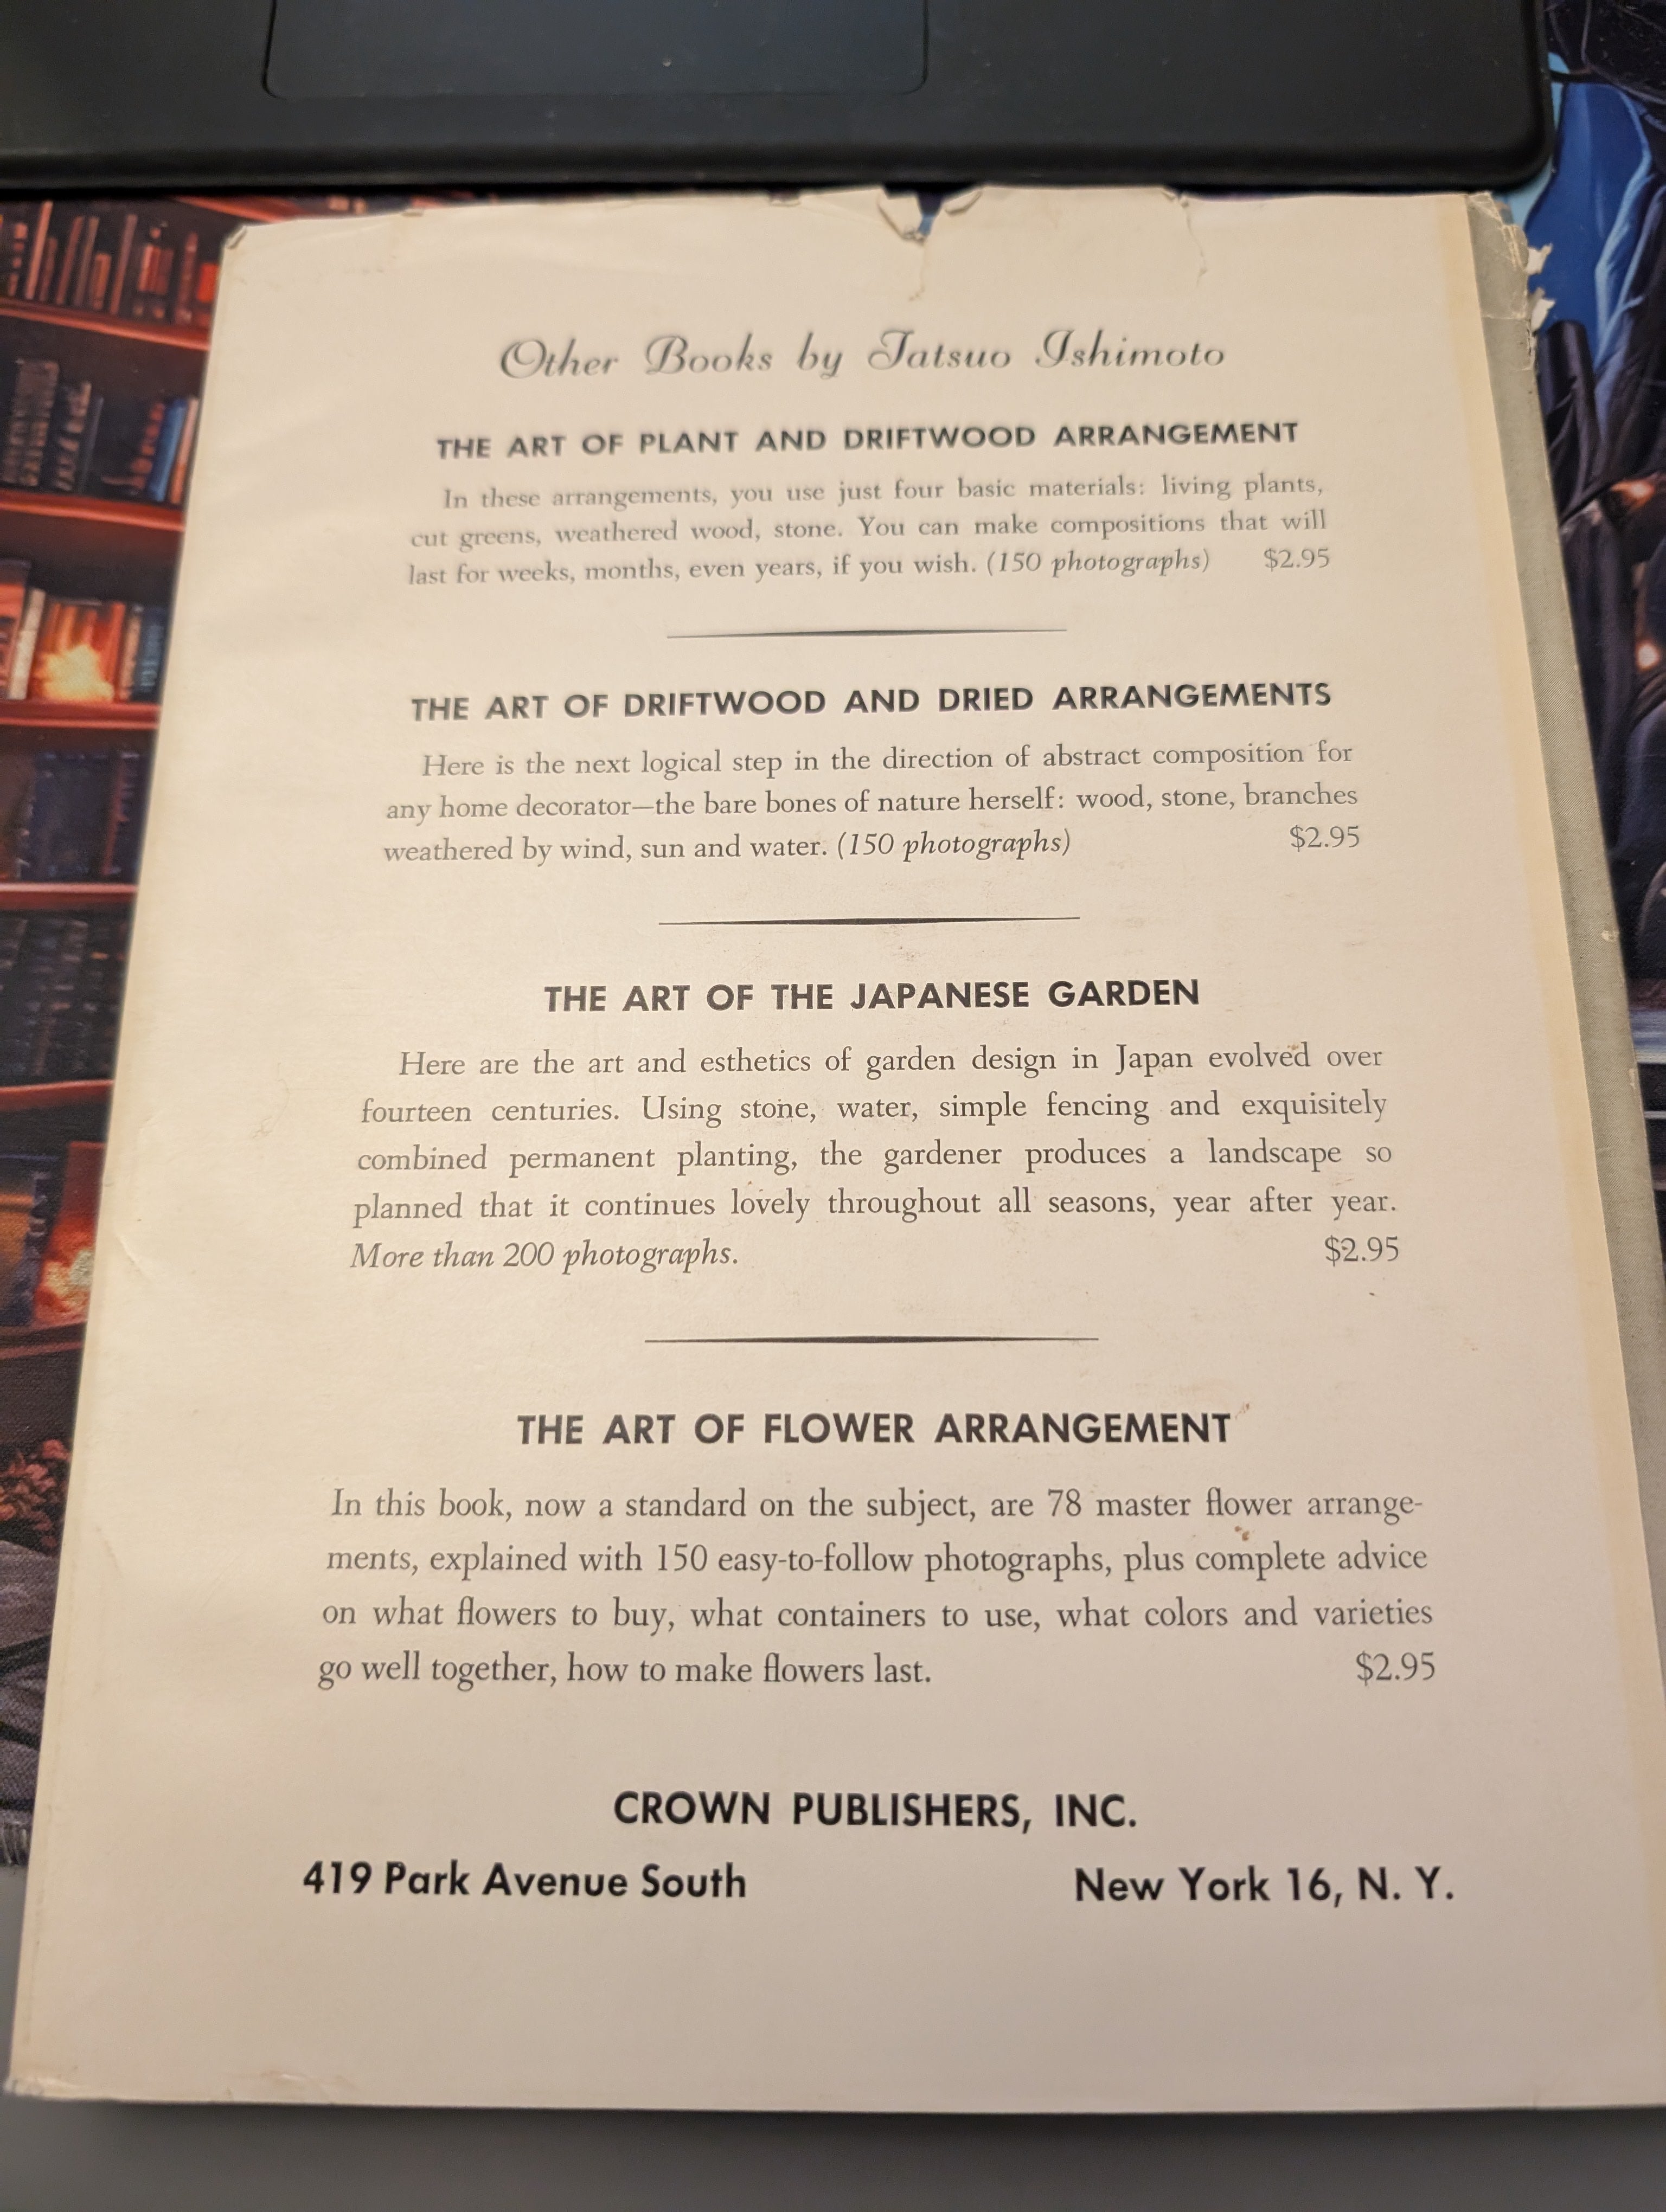 Other Books by Tatsuo Ishimoto
THE ART OF PLANT AND DRIFTWOOD ARRANGEMENT
In these arrangements, you use just four basic materials: living plants,
cut greens, weathered wood, stone. You can make compositions that will
last for weeks, months, even years, if you wish. (150 photographs) $2.95
THE ART OF DRIFTWOOD AND DRIED ARRANGEMENTS
Here is the next logical step in the direction of abstract composition for
any home decorator—the bare bones of nature herself: wood, stone, branches
weathered by wind, sun and water. (150 photographs) $2.95
THE ART OF THE JAPANESE GARDEN
Here are the art and esthetics of garden design in Japan evolved over
fourteen centuries. Using stone, water, simple fencing and exquisitely
combined permanent planting, the gardener produces a landscape so
planned that it continues lovely throughout all seasons, year after year.
More than 200 photographs. $2.95
THE ART OF FLOWER ARRANGEMENT
In this book, now a standard on the subject, are 78 master flower arrange-
ments, explained with 150 easy-to-follow photographs, plus complete advice
on what flowers to buy, what containers to use, what colors and varieties
go well together, how to make flowers last. $2.95
CROWN PUBLISHERS, INC.
419 Park Avenue South New York 16, N. Y.